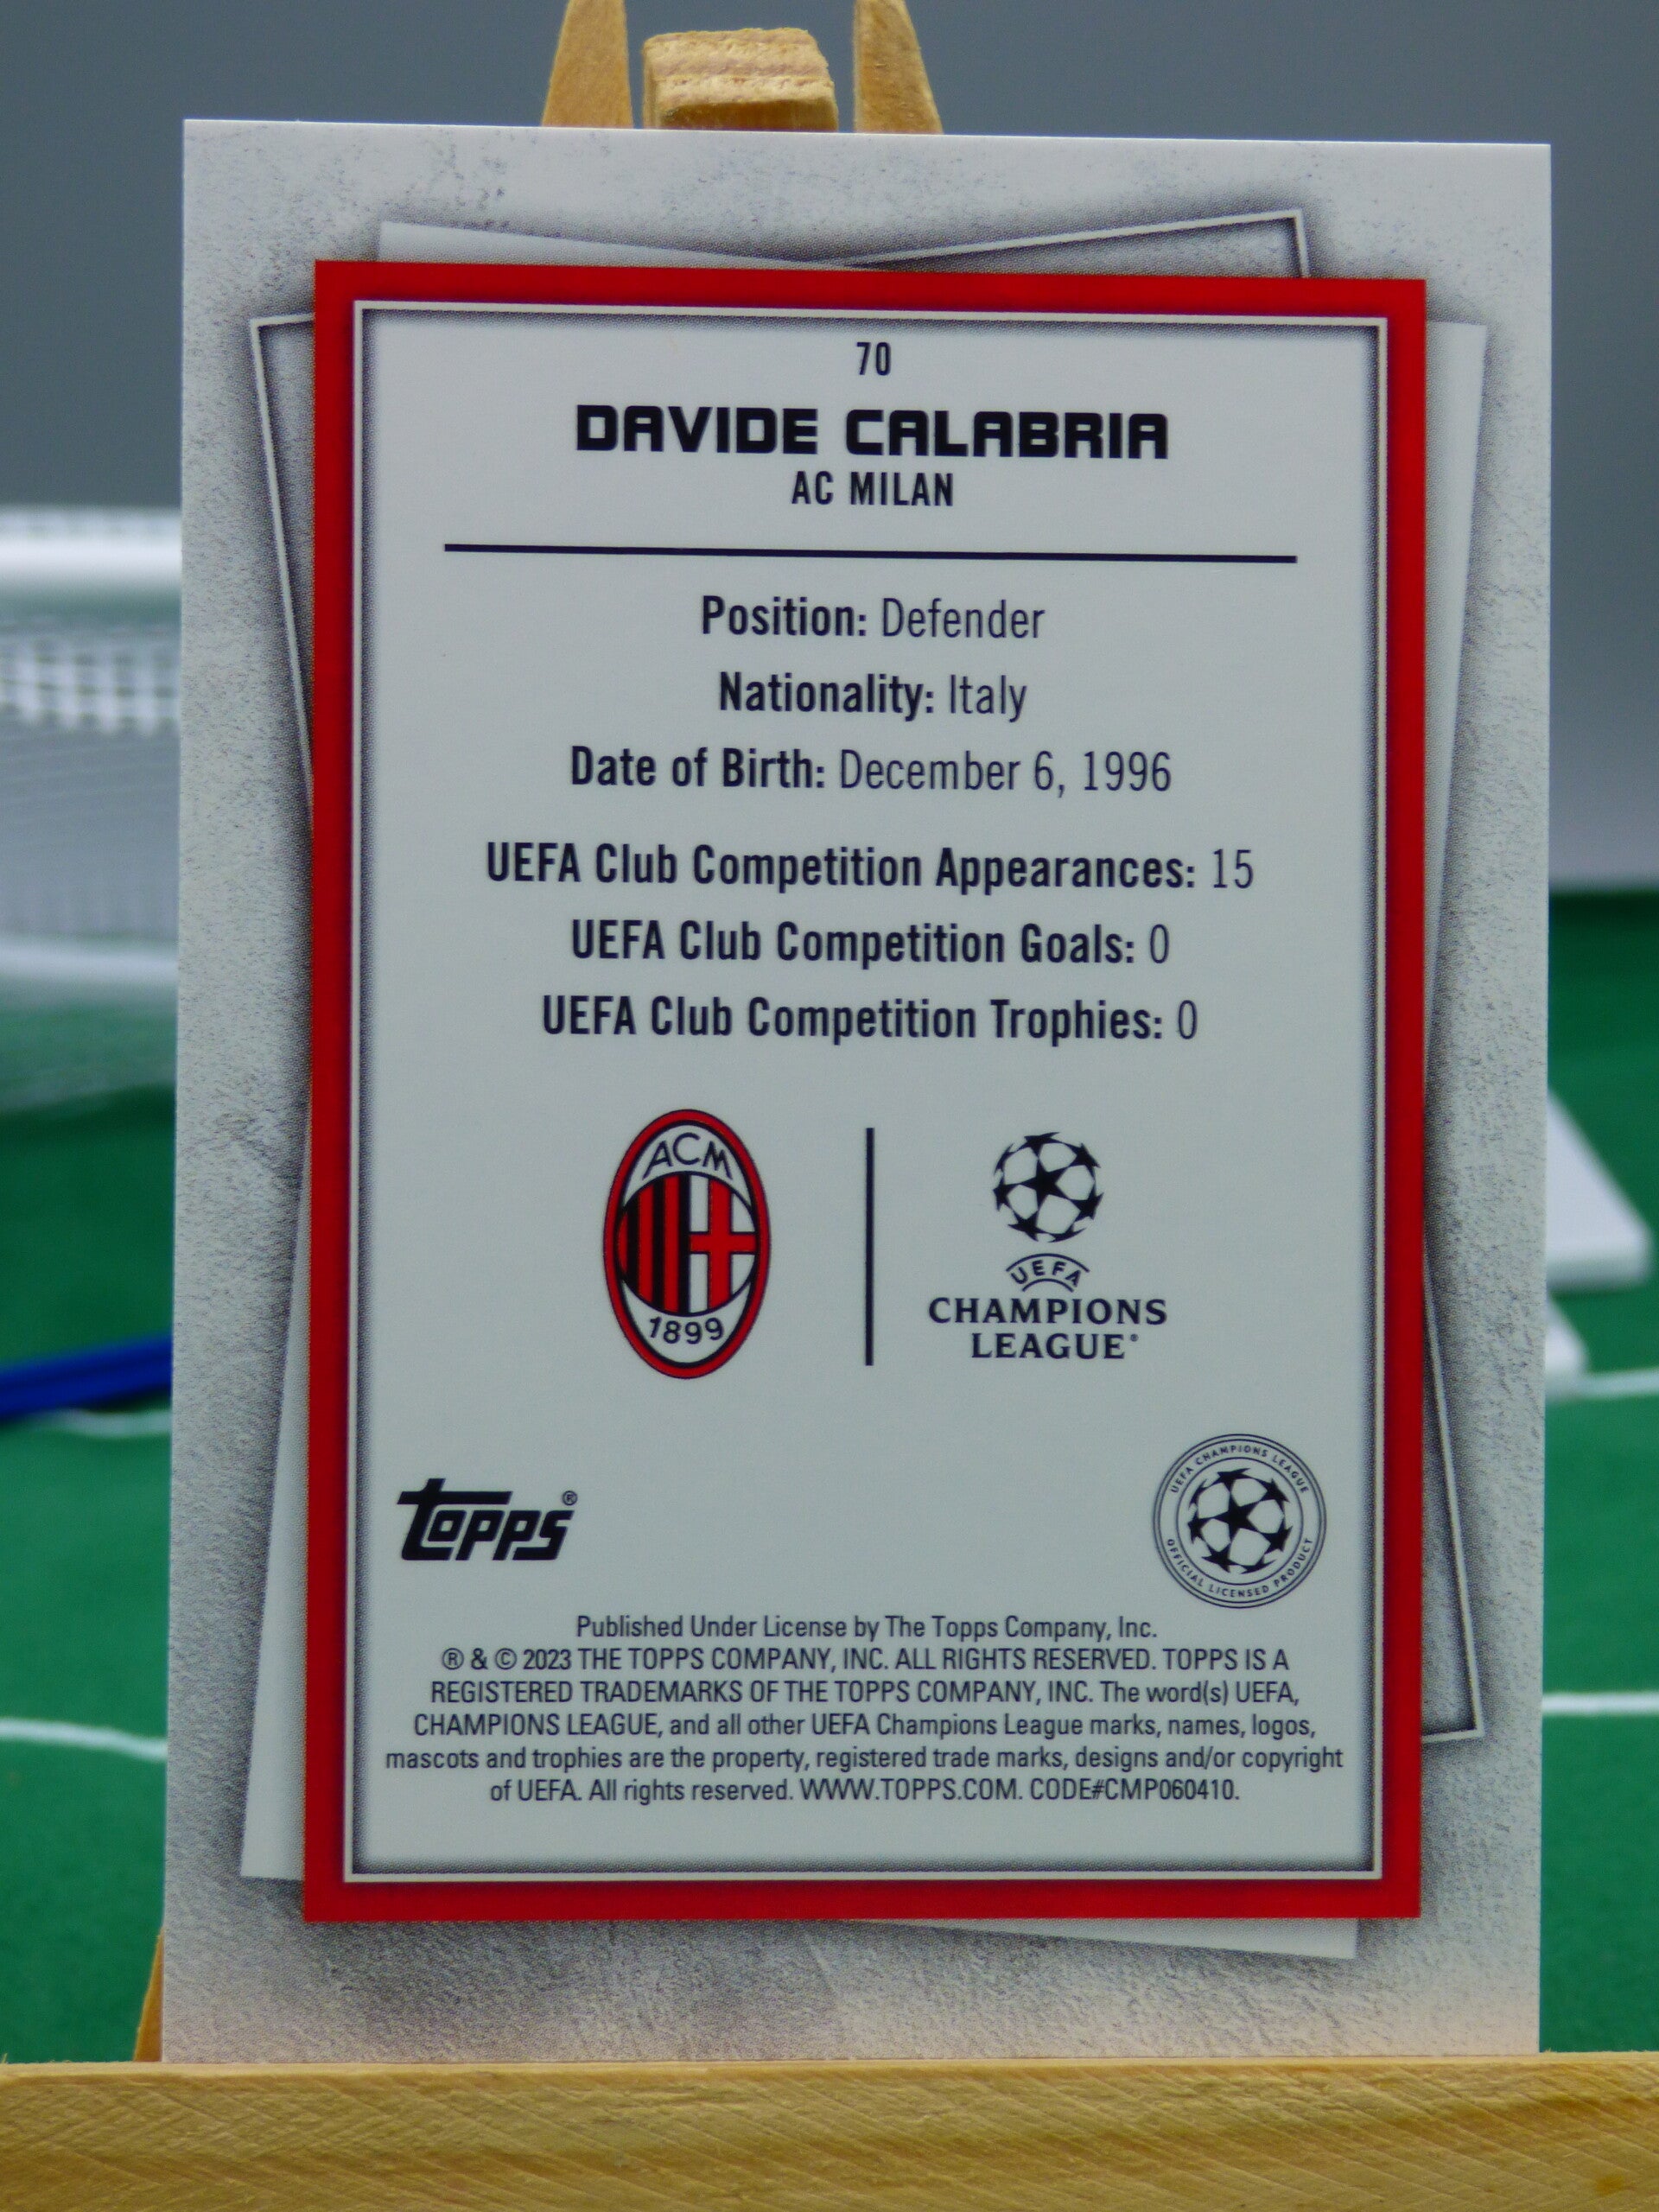 70
DAVIDE CALABRIA
AC MILAN
Position: Defender
Nationality: Italy
Date of Birth: December 6, 1996
UEFA Club Competition Appearances: 15
UEFA Club Competition Goals: 0
UEFA Club Competition Trophies: 0
ACM
1899
UEFA
CHAMPIONS
LEAGUE®
Topps®
UEFA CHAMPIONS LEAGUE
OFFICIAL LICENSED PRODUCT
Published Under License by The Topps Company, Inc.
® & © 2023 THE TOPPS COMPANY, INC. ALL RIGHTS RESERVED. TOPPS IS A
REGISTERED TRADEMARKS OF THE TOPPS COMPANY, INC. The word(s) UEFA,
CHAMPIONS LEAGUE, and all other UEFA Champions League marks, names, logos,
mascots and trophies are the property, registered trade marks, designs and/or copyright
of UEFA. All rights reserved. WWW.TOPPS.COM. CODE#CMP060410.